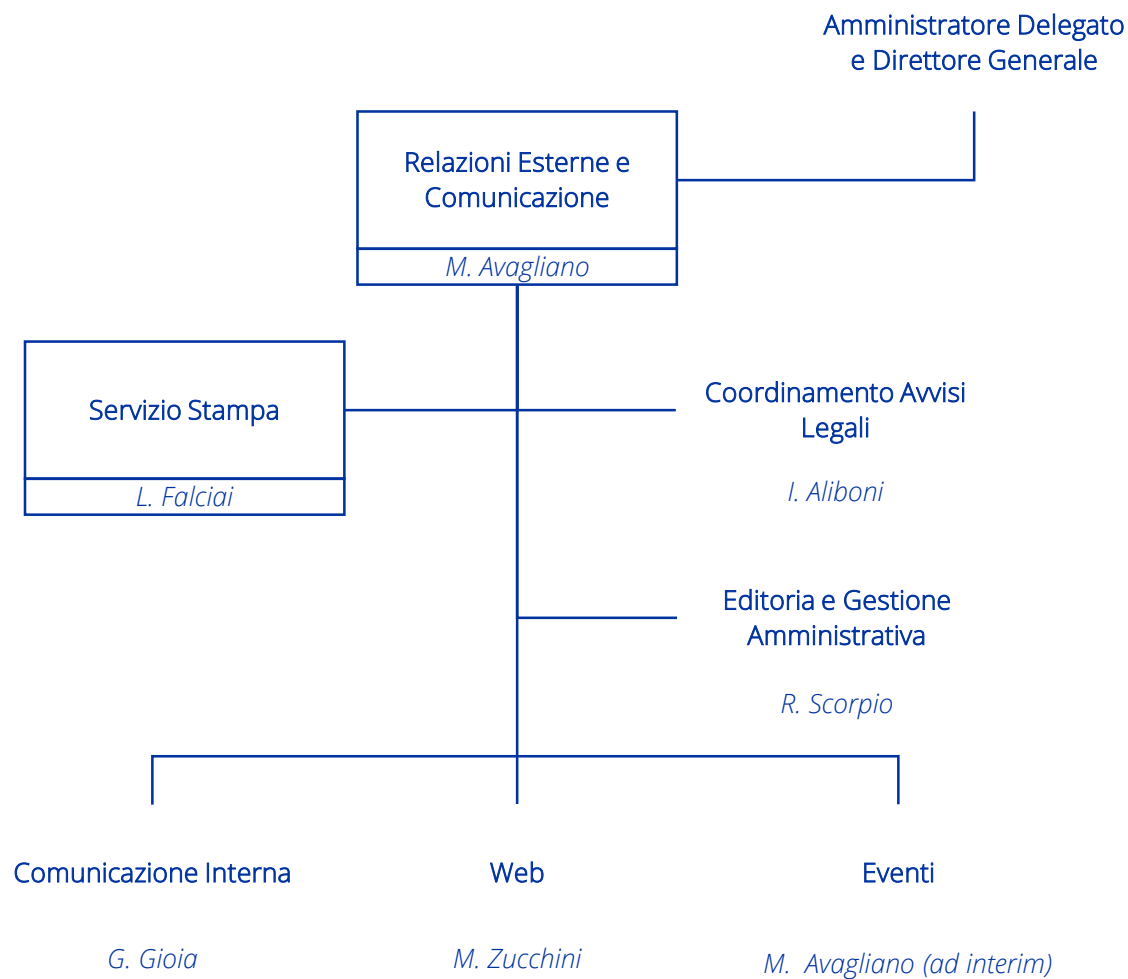 Amministratore Delegato
e Direttore Generale
Relazioni Esterne e
Comunicazione
M. Avagliano
Servizio Stampa
L. Falciai
Coordinamento Avvisi
Legali
I. Aliboni
Editoria e Gestione
Amministrativa
R. Scorpio
Comunicazione Interna
G. Gioia
Web
M. Zucchini
Eventi
M. Avagliano (ad interim)